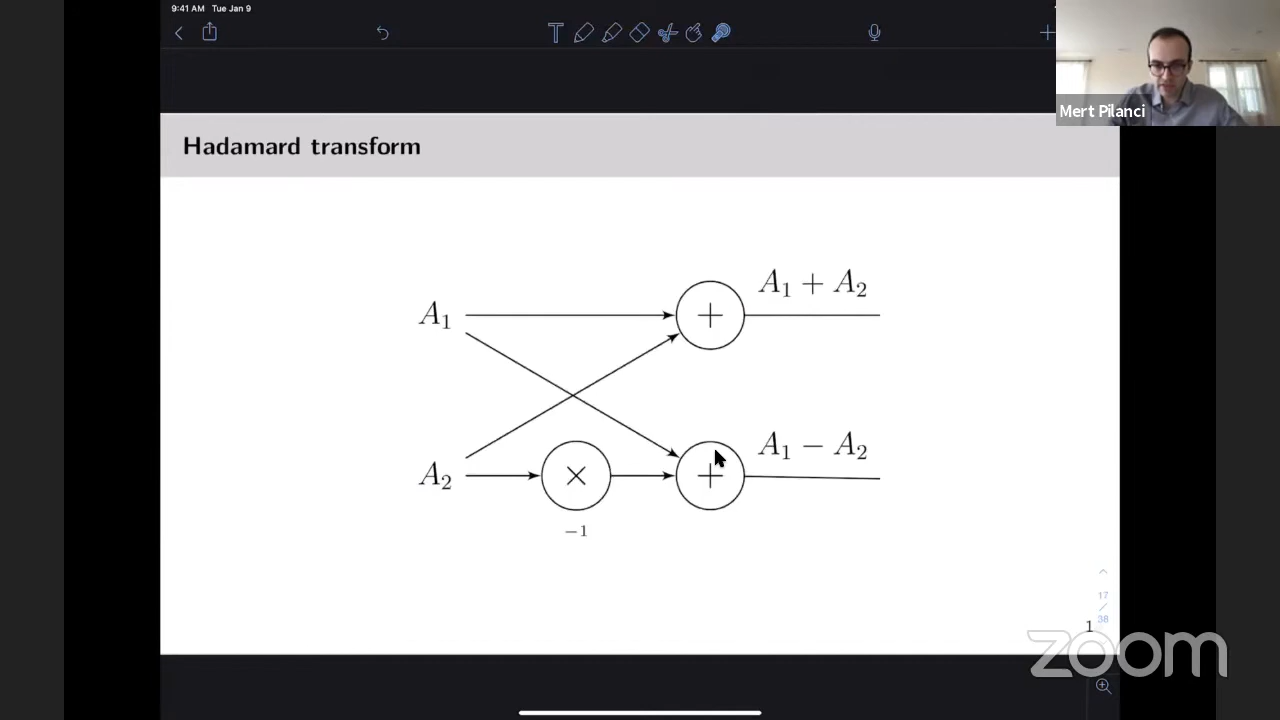 9:41 AM Tue Jan 9
T
Mert Pilanci
Hadamard transform
A₁ + A₂
A₁
+
A₁ − A₂
A₂
×
+
−1
17
/
38
1
zoom